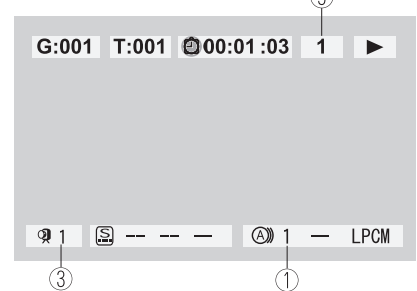 G:001 T:001 00:01:03 1
1 S -- -- — A 1 — LPCM
③ ①